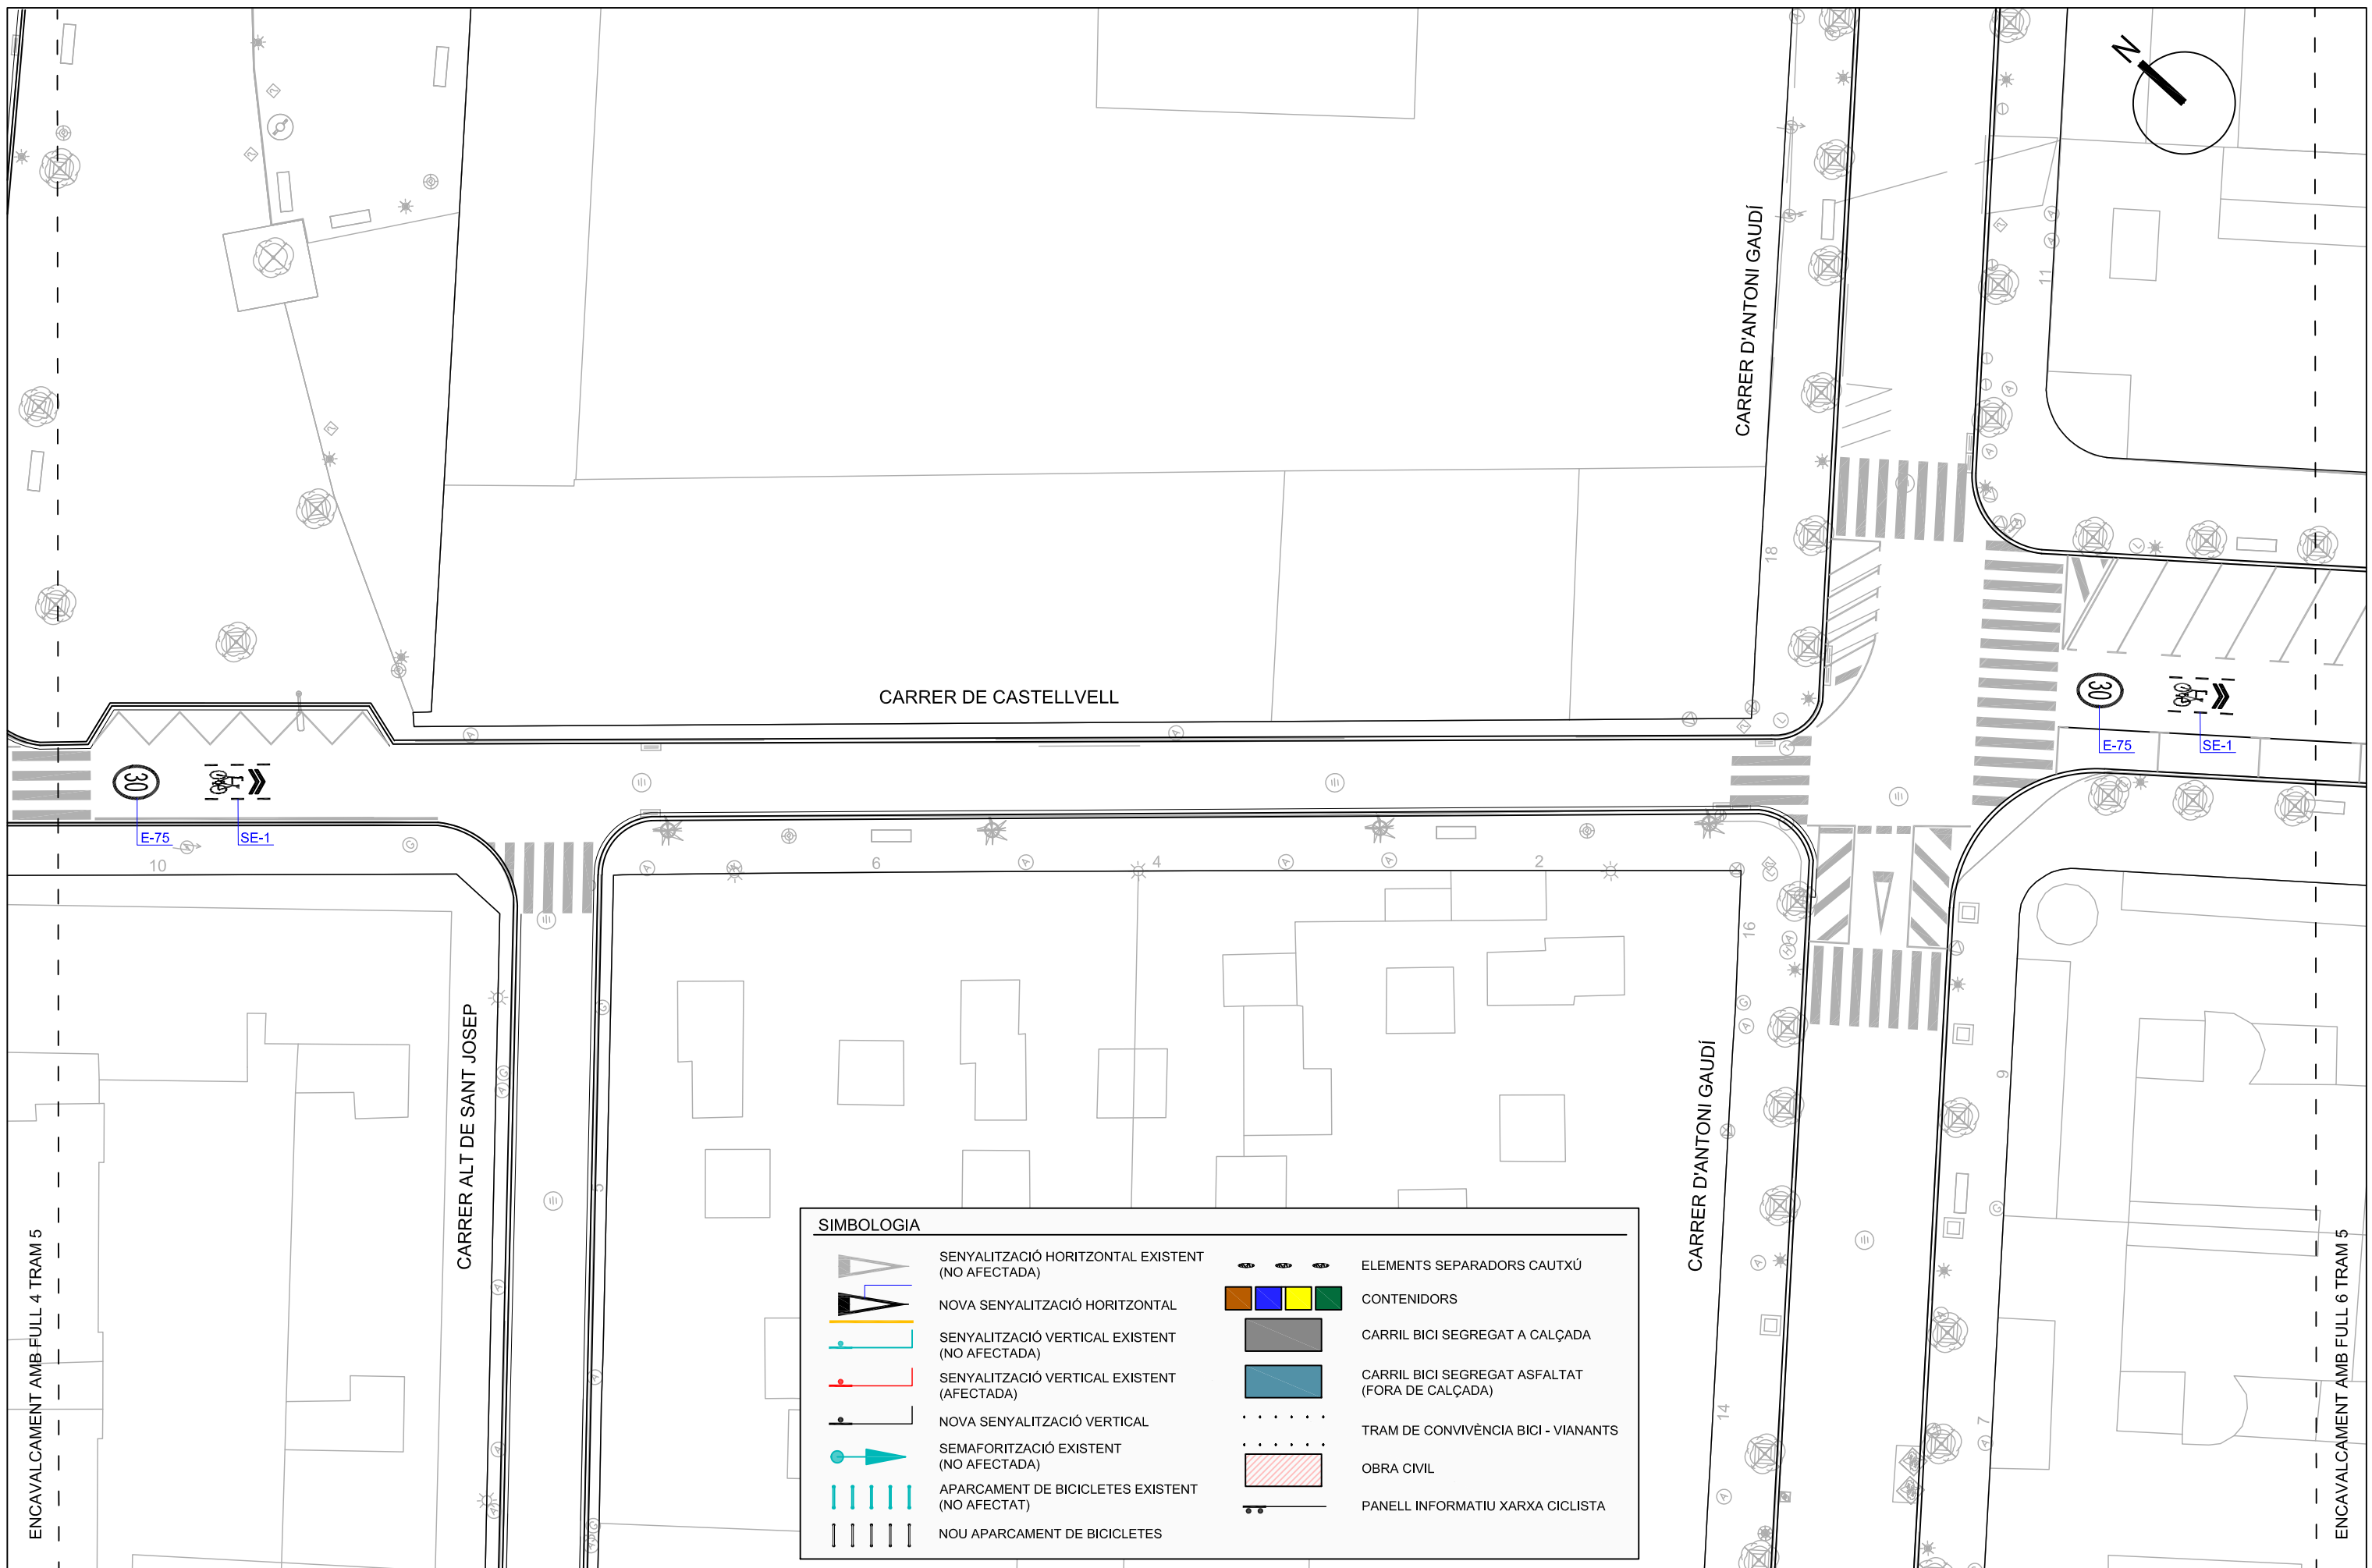 N
CARRER D'ANTONI GAUDÍ
11
18
CARRER DE CASTELLVELL
30
E-75
SE-1
30
E-75
SE-1
10
6
4
2
16
CARRER ALT DE SANT JOSEP
CARRER D'ANTONI GAUDÍ
9
5
14
7
ENCAVALCAMENT AMB FULL 4 TRAM 5
ENCAVALCAMENT AMB FULL 6 TRAM 5
SIMBOLOGIA
SENYALITZACIÓ HORITZONTAL EXISTENT
(NO AFECTADA)
NOVA SENYALITZACIÓ HORITZONTAL
SENYALITZACIÓ VERTICAL EXISTENT
(NO AFECTADA)
SENYALITZACIÓ VERTICAL EXISTENT
(AFECTADA)
NOVA SENYALITZACIÓ VERTICAL
SEMAFORITZACIÓ EXISTENT
(NO AFECTADA)
APARCAMENT DE BICICLETES EXISTENT
(NO AFECTAT)
NOU APARCAMENT DE BICICLETES
ELEMENTS SEPARADORS CAUTXÚ
CONTENIDORS
CARRIL BICI SEGREGAT A CALÇADA
CARRIL BICI SEGREGAT ASFALTAT
(FORA DE CALÇADA)
TRAM DE CONVIVÈNCIA BICI - VIANANTS
OBRA CIVIL
PANELL INFORMATIU XARXA CICLISTA